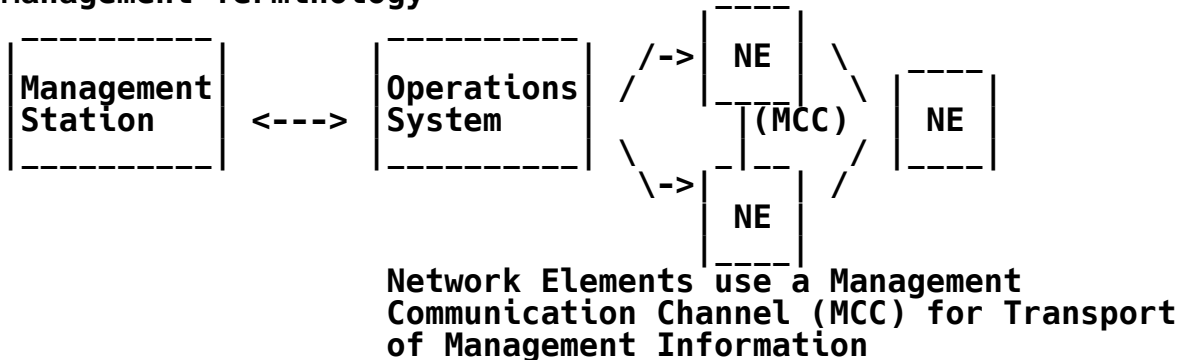 Management Terminology
NE
Management
Station
<--->
Operations
System
/->
\
/
\
(MCC)
NE
\
/
\->
/
NE
Network Elements use a Management
Communication Channel (MCC) for Transport
of Management Information